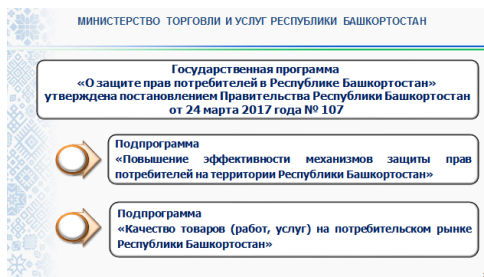 МИНИСТЕРСТВО ТОРГОВЛИ И УСЛУГ РЕСПУБЛИКИ БАШКОРТОСТАН
Государственная программа
«О защите прав потребителей в Республике Башкортостан»
утверждена постановлением Правительства Республики Башкортостан
от 24 марта 2017 года № 107
Подпрограмма
«Повышение эффективности механизмов защиты прав
потребителей на территории Республики Башкортостан»
Подпрограмма
«Качество товаров (работ, услуг) на потребительском рынке
Республики Башкортостан»